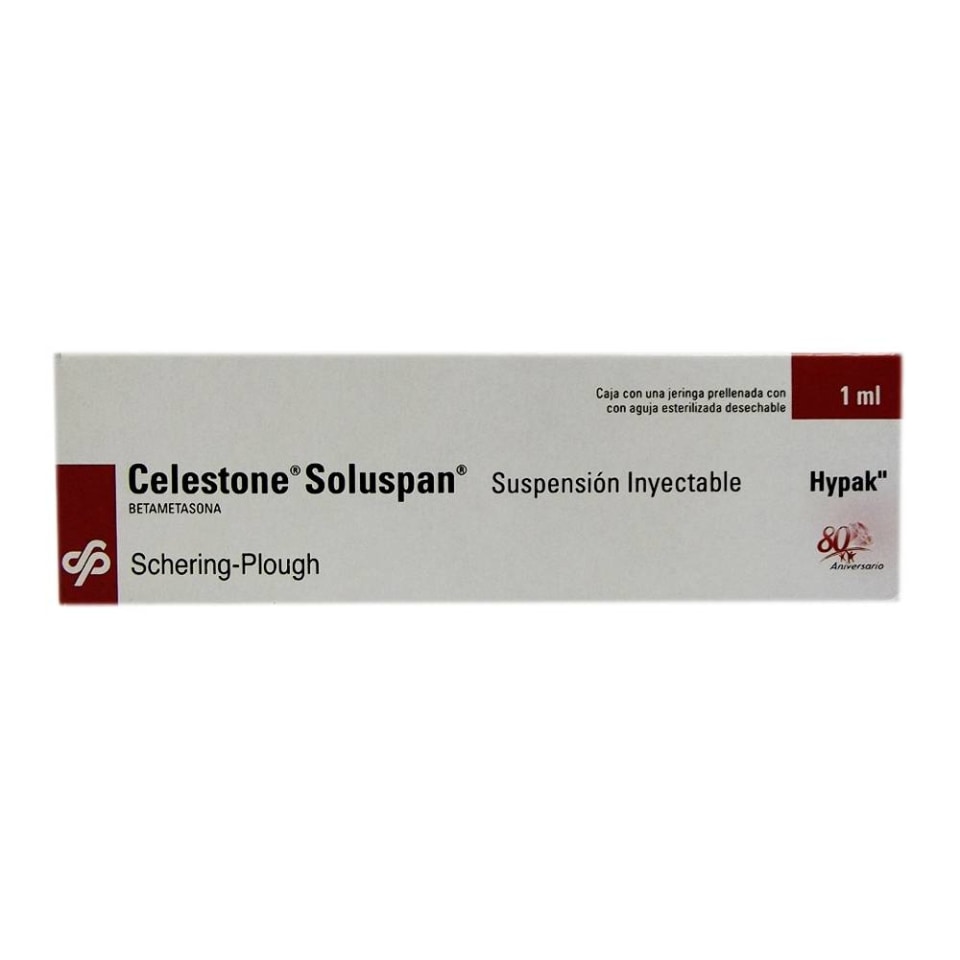 Caja con una jeringa prellenada con
con aguja esterilizada desechable
1 ml
Celestone® Soluspan® Suspensión Inyectable
Hypak"
BETAMETASONA
80
Aniversario
Schering-Plough